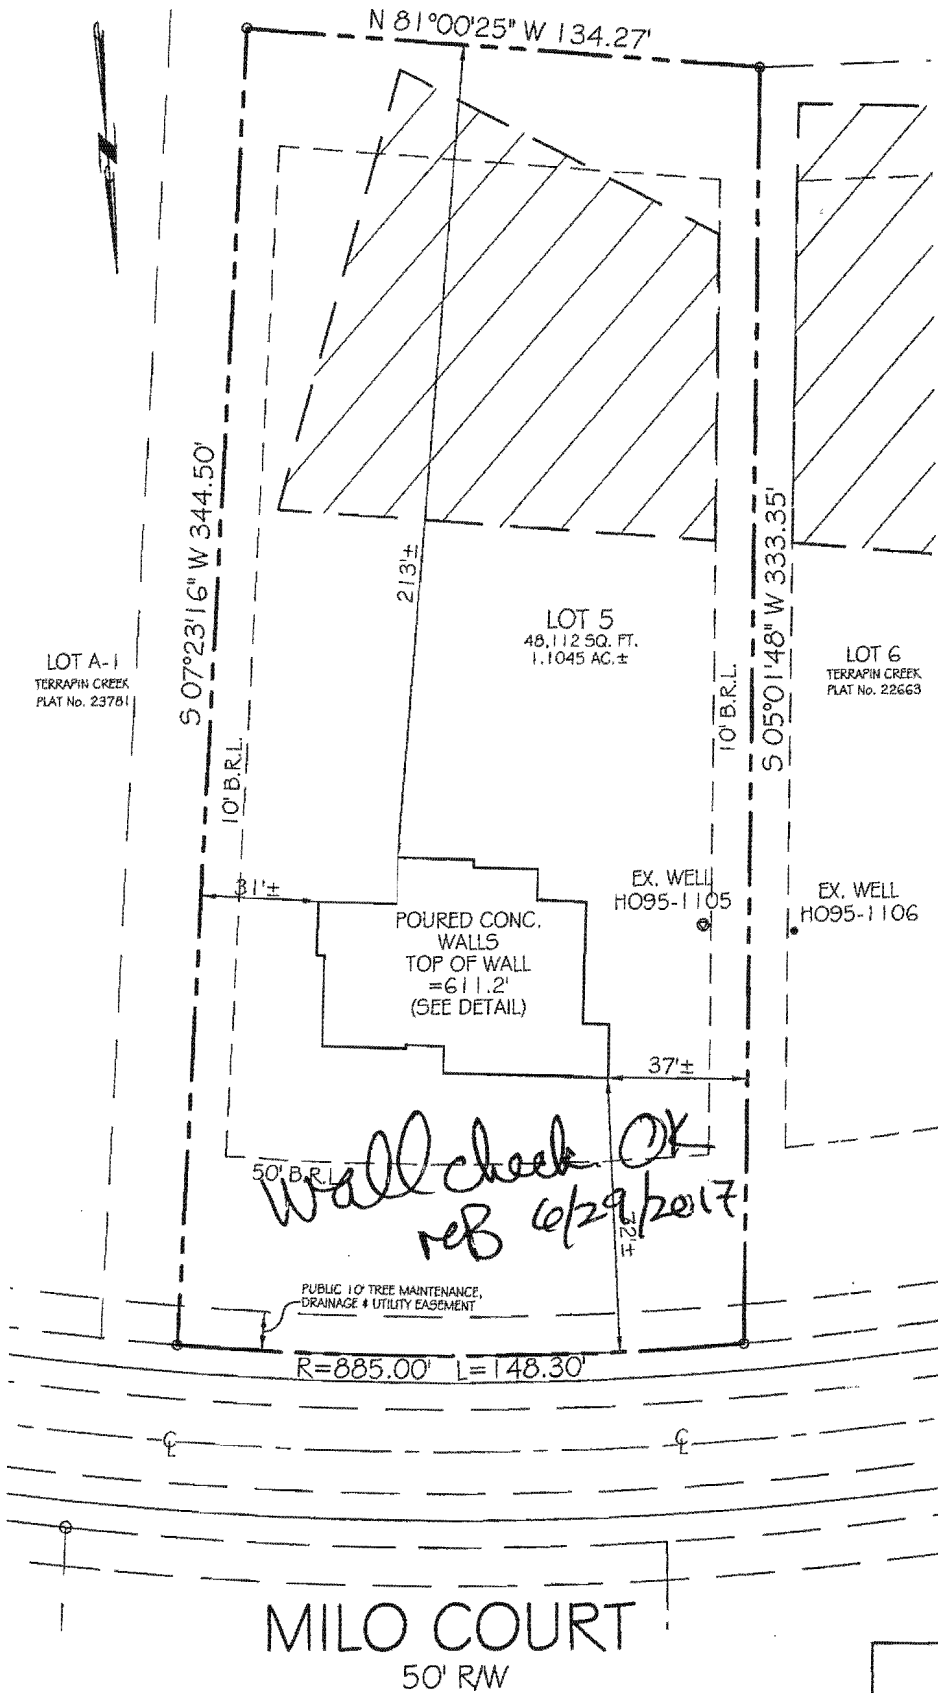 N 81°00'25" W 134.27'
S 07°23'16" W 344.50'
213'±
S 05°01'48" W 333.35'
LOT 5
48,112 SQ. FT.
1.1045 AC.±
LOT A-1
TERRAPIN CREEK
PLAT No. 23781
LOT 6
TERRAPIN CREEK
PLAT No. 22663
10' B.R.L.
10' B.R.L.
31'±
POURED CONC.
WALLS
TOP OF WALL
=611.2'
(SEE DETAIL)
EX. WELL
HO95-1105
EX. WELL
HO95-1106
37'±
50' B.R.L.
Wall check OK
reB 6/29/2017
72'±
PUBLIC 10' TREE MAINTENANCE,
DRAINAGE & UTILITY EASEMENT
R=885.00' L=148.30'
℄
℄
MILO COURT
50' R/W